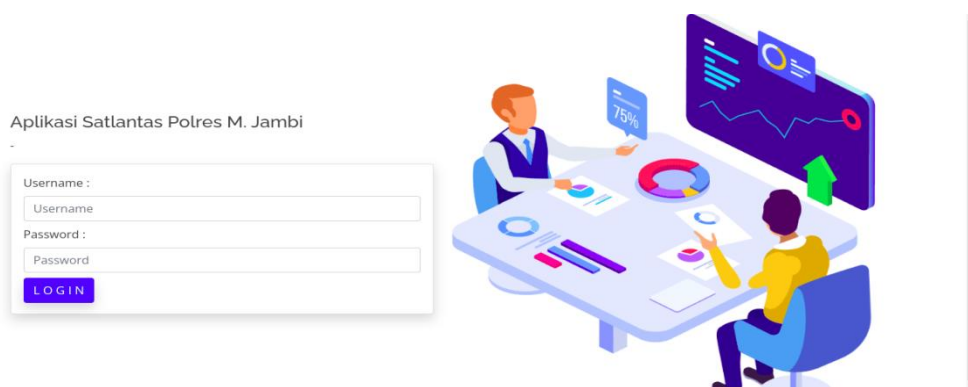 Aplikasi Satlantas Polres M. Jambi
-
Username :
Username
Password :
Password
LOGIN
75%